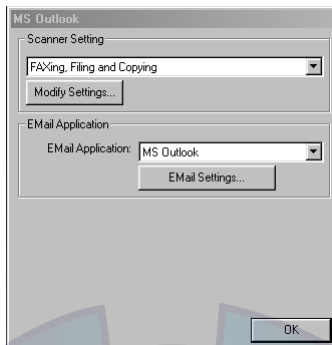 MS Outlook
Scanner Setting
FAXing, Filing and Copying
Modify Settings...
EMail Application
EMail Application: MS Outlook
EMail Settings...
OK